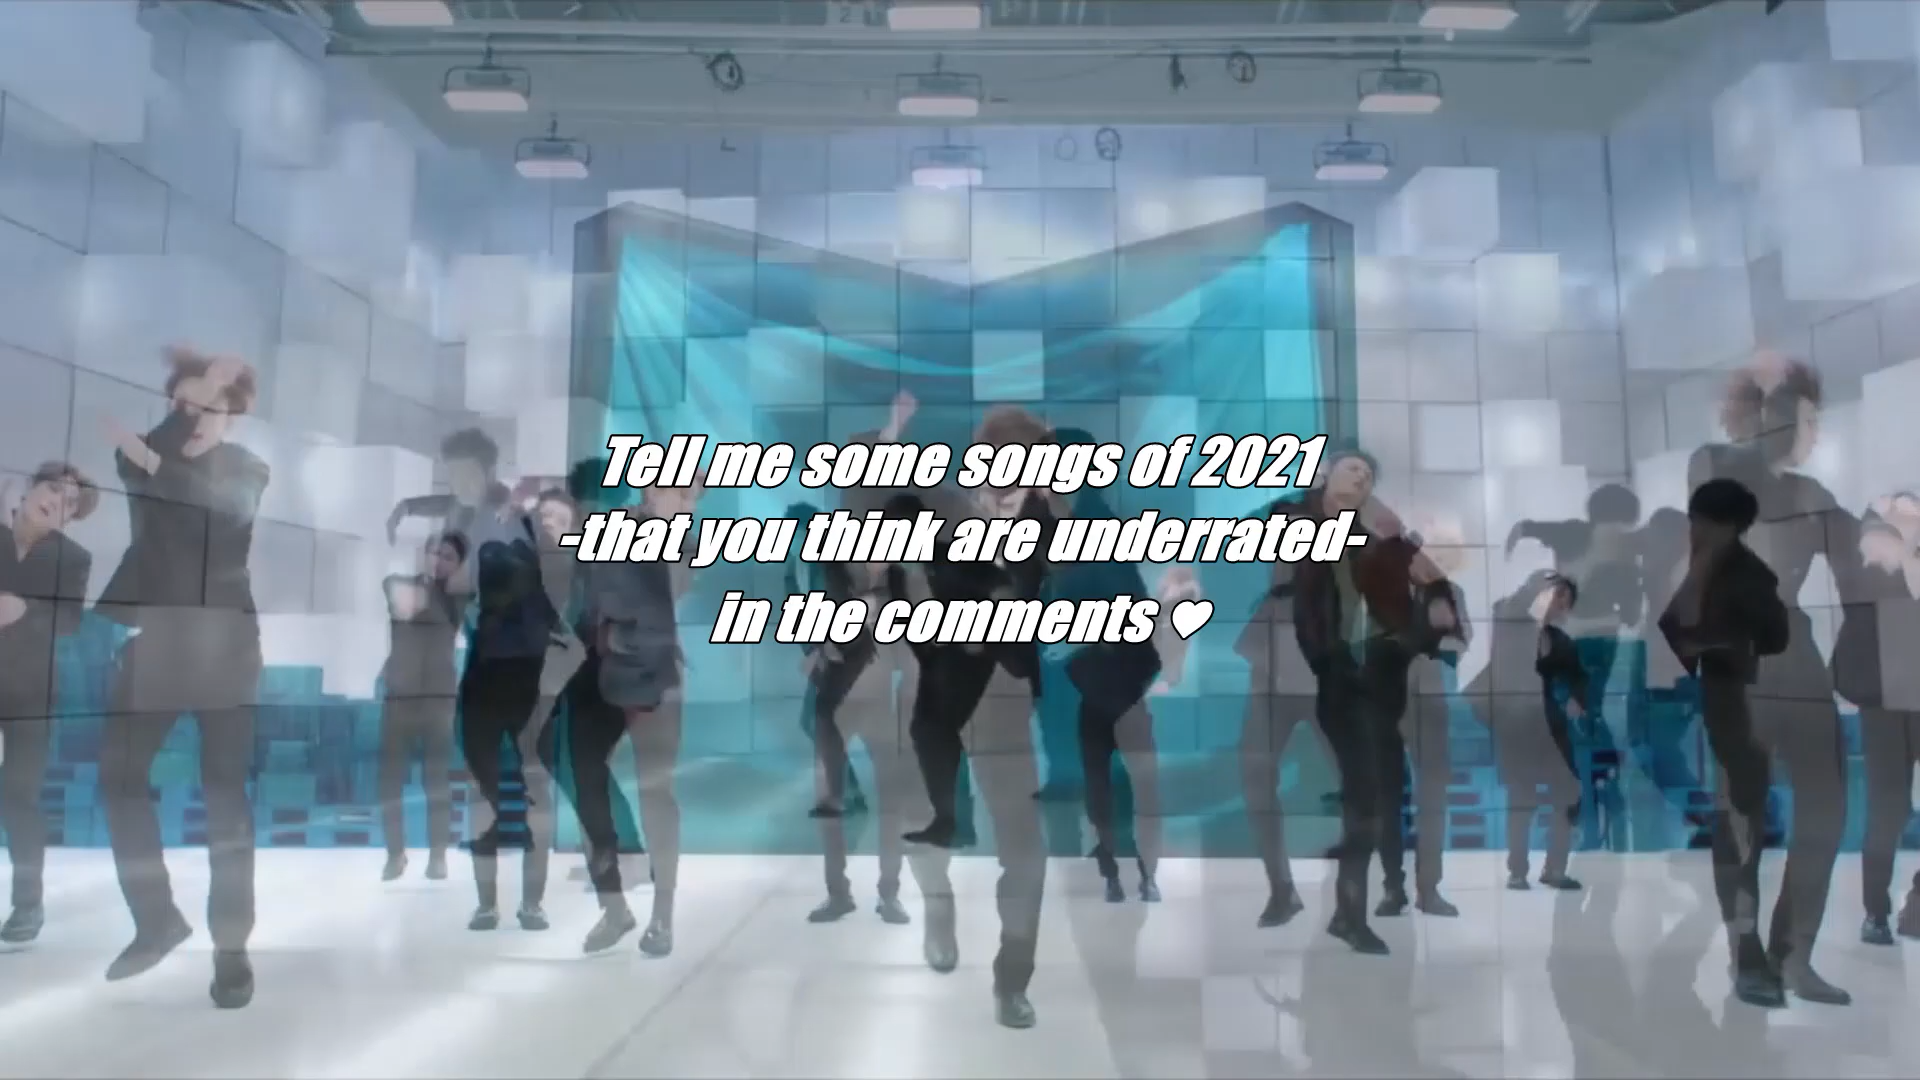 Tell me some songs of 2021
-that you think are underrated-
in the comments ♥